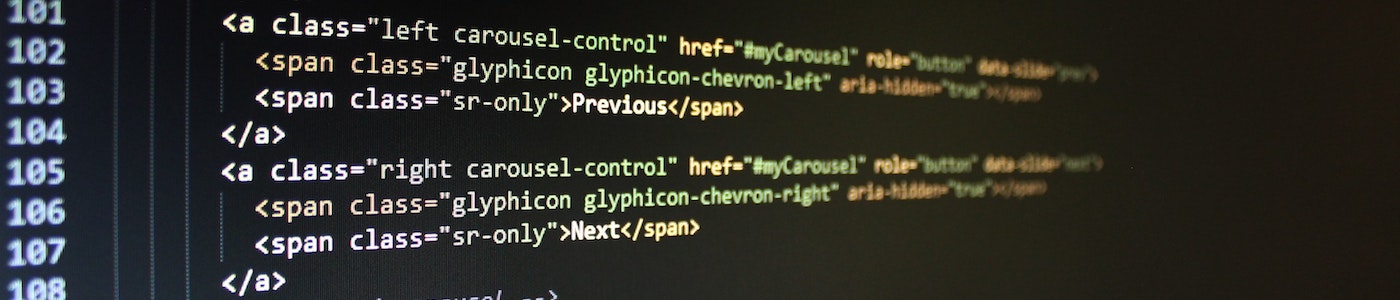 101 <a class="left carousel-control" href="#myCarousel" role="button" data-slide="prev">
102 <span class="glyphicon glyphicon-chevron-left" aria-hidden="true"></span>
103 <span class="sr-only">Previous</span>
104 </a>
105 <a class="right carousel-control" href="#myCarousel" role="button" data-slide="next">
106 <span class="glyphicon glyphicon-chevron-right" aria-hidden="true"></span>
107 <span class="sr-only">Next</span>
108 </a>
carousel -->